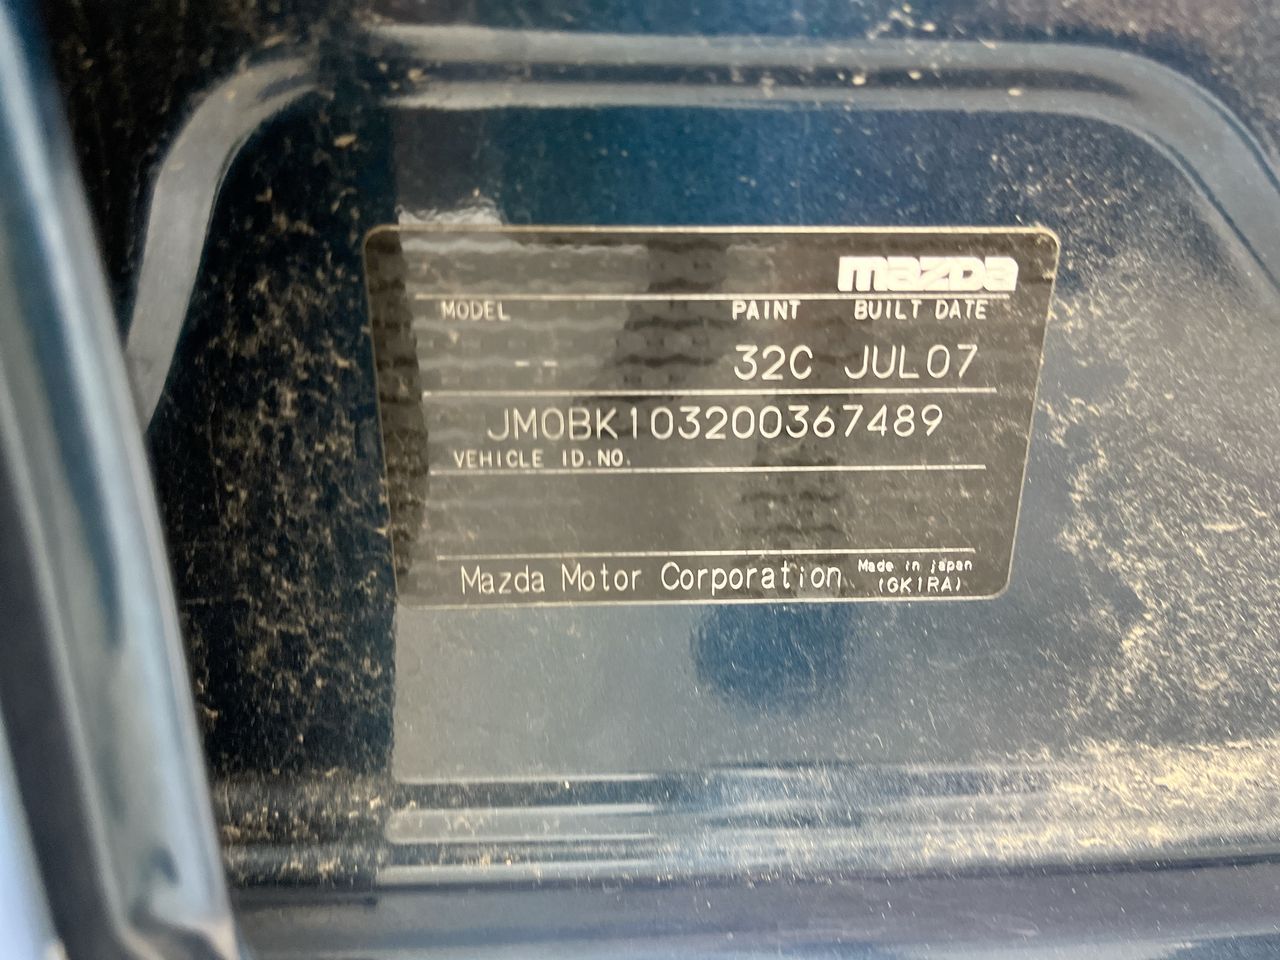 mazda
MODEL PAINT BUILT DATE
-- 32C JUL07
JM0BK103200367489
VEHICLE ID.NO.
Mazda Motor Corporation Made in japan
(GK1RA)